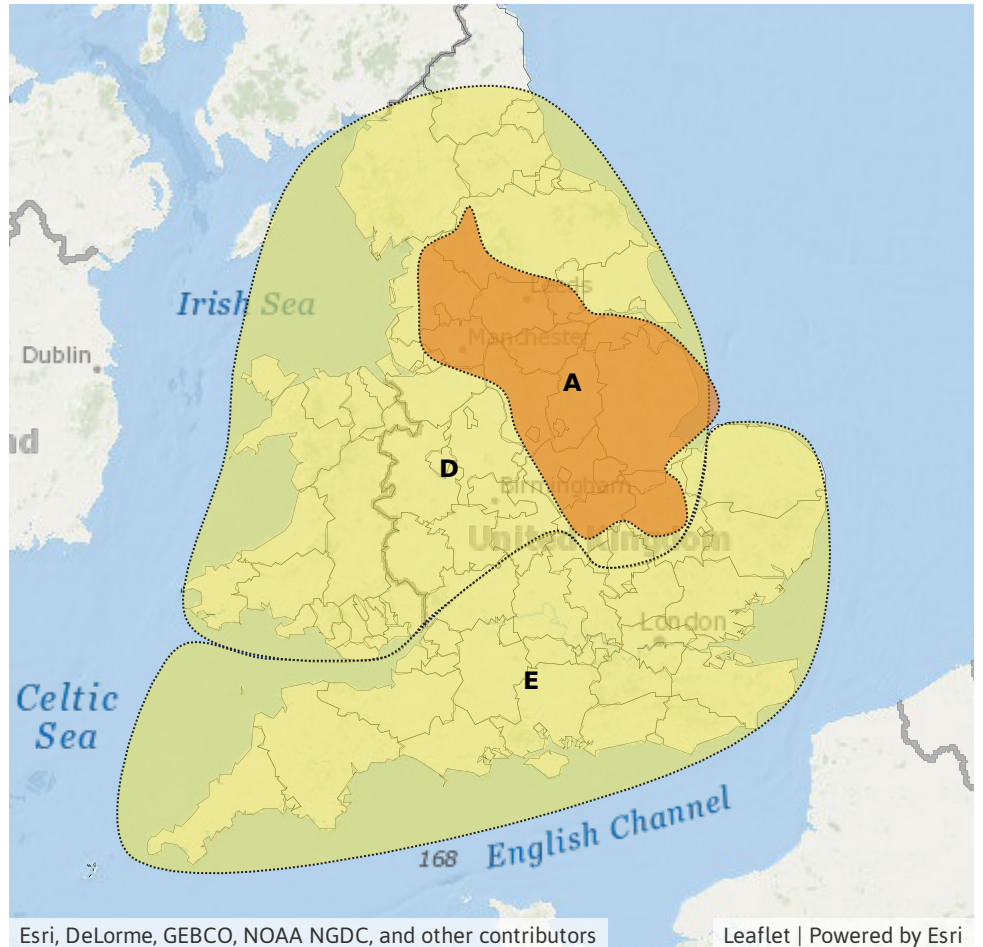 Irish Sea
Leeds
Manchester
Dublin
A
nd
D
Birmingham
United Kingdom
London
E
Celtic
Sea
English Channel
168
Esri, DeLorme, GEBCO, NOAA NGDC, and other contributors
Leaflet | Powered by Esri